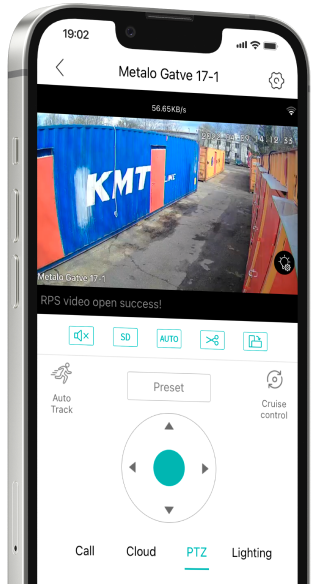 19:02
Metalo Gatve 17-1
56.65KB/s
KMT
Metalo Gatve 17-1
RPS video open success!
SD
AUTO
Preset
Auto
Track
Cruise
control
Call
Cloud
PTZ
Lighting